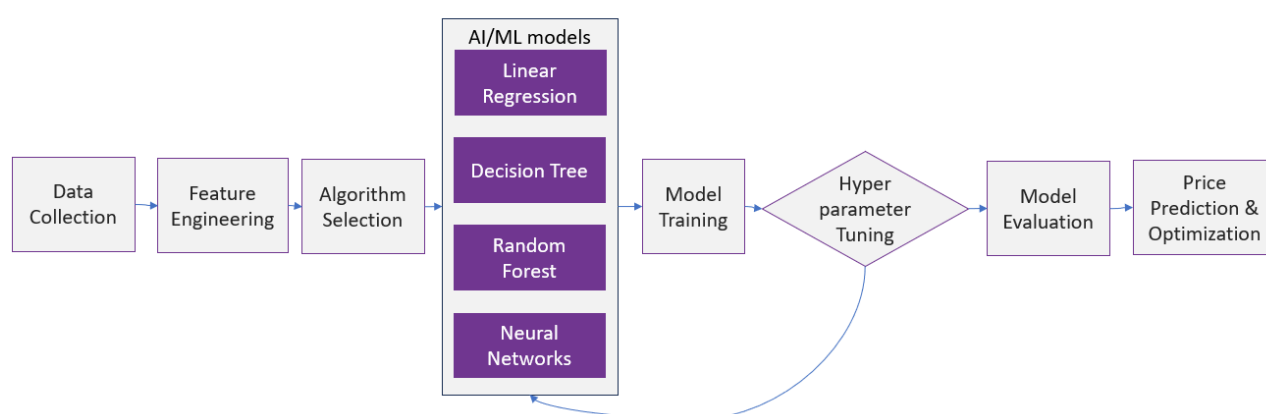 AI/ML models
Linear
Regression
Decision Tree
Random
Forest
Neural
Networks
Data
Collection
Feature
Engineering
Algorithm
Selection
Model
Training
Hyper
parameter
Tuning
Model
Evaluation
Price
Prediction &
Optimization